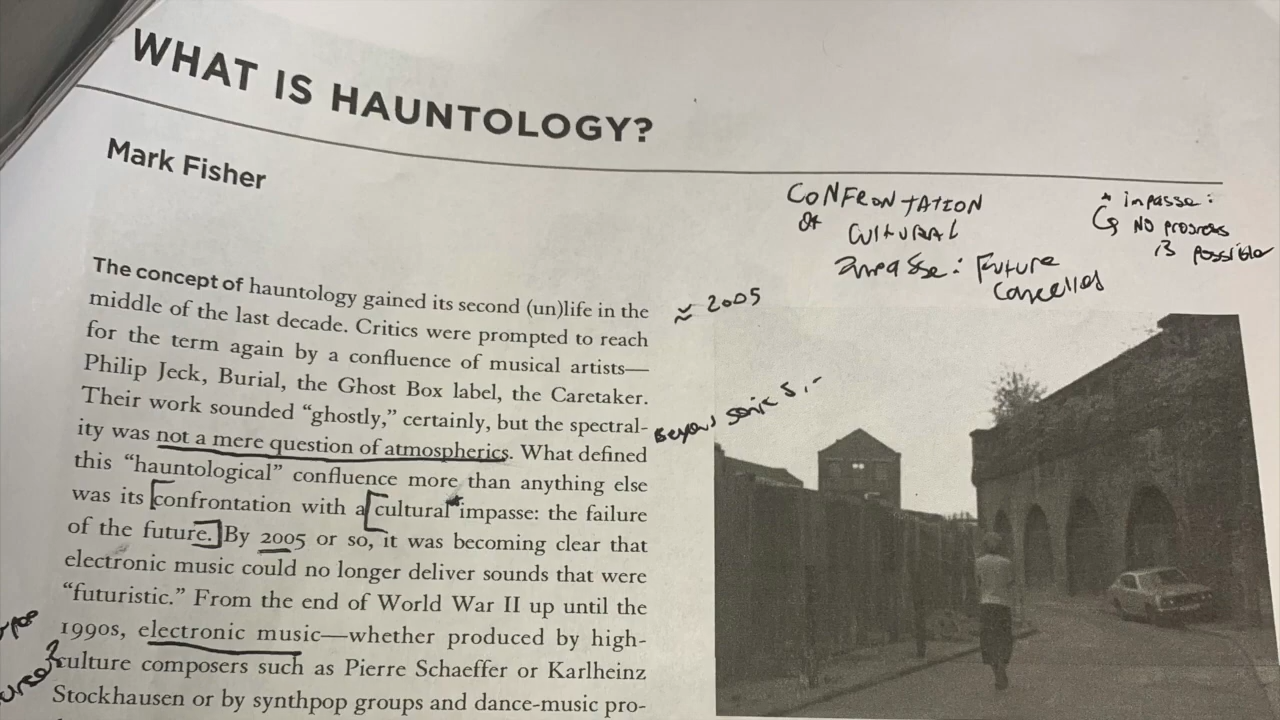 WHAT IS HAUNTOLOGY?
Mark Fisher
CONFRONTATION
OF CULTURAL
Impasse: Future
Cancelled
* inpasse:
NO progress
is possible
The concept of hauntology gained its second (un)life in the
middle of the last decade. Critics were prompted to reach
for the term again by a confluence of musical artists—
Philip Jeck, Burial, the Ghost Box label, the Caretaker.
Their work sounded “ghostly,” certainly, but the spectral-
ity was not a mere question of atmospherics. What defined
this “hauntological” confluence more than anything else
was its [confrontation with a [cultural* impasse: the failure
of the future.] By 2005 or so, it was becoming clear that
electronic music could no longer deliver sounds that were
“futuristic.” From the end of World War II up until the
1990s, electronic music—whether produced by high-
culture composers such as Pierre Schaeffer or Karlheinz
Stockhausen or by synthpop groups and dance-music pro-
≈ 2005
Beyond sonics